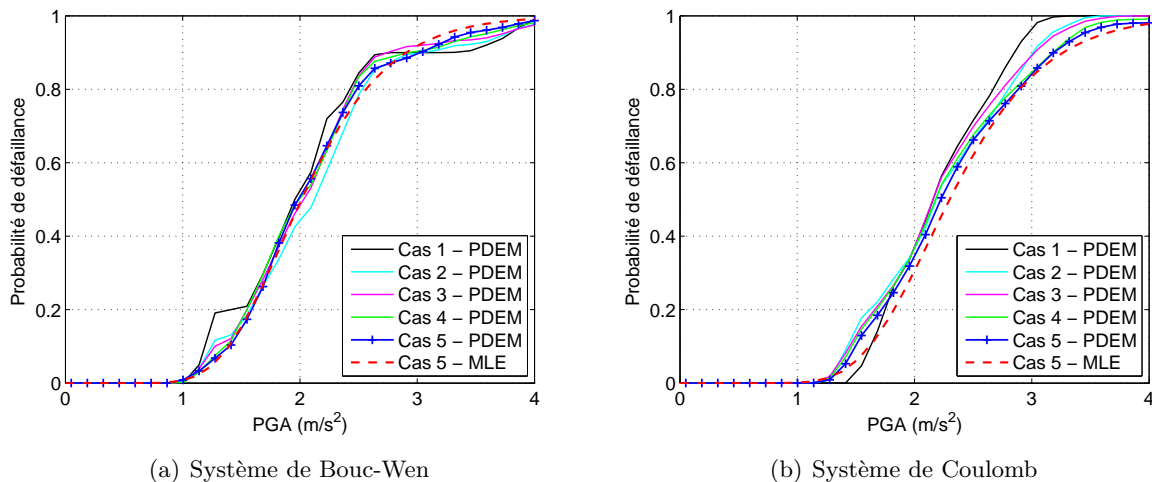 Probabilité de défaillance
1
0.8
0.6
0.4
0.2
0
0
1
2
3
4
PGA (m/s²)
Cas 1 − PDEM
Cas 2 − PDEM
Cas 3 − PDEM
Cas 4 − PDEM
Cas 5 − PDEM
Cas 5 − MLE
(a) Système de Bouc-Wen
Probabilité de défaillance
1
0.8
0.6
0.4
0.2
0
0
1
2
3
4
PGA (m/s²)
Cas 1 − PDEM
Cas 2 − PDEM
Cas 3 − PDEM
Cas 4 − PDEM
Cas 5 − PDEM
Cas 5 − MLE
(b) Système de Coulomb